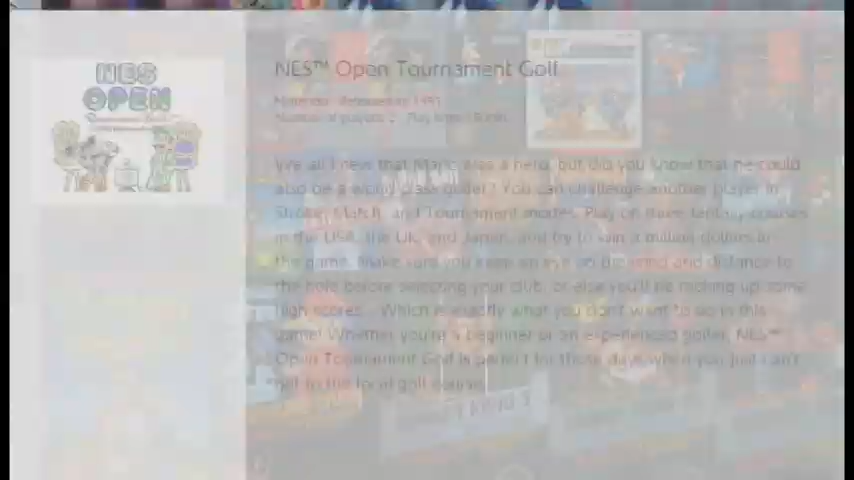 NES
OPEN
NES™ Open Tournament Golf
We all knew that Mario was a hero, but did you know that he could
also be a world class golfer? You can challenge another player in
Stroke, Match, and Tournament modes. Play on three fantasy courses
in the USA, the UK, and Japan, and try to win a million dollars in
the game. Make sure you keep an eye on the wind and distance to
the hole before selecting your club, or else you'll be racking up some
high scores... Which is exactly what you don't want to do in this
game! Whether you're a beginner or an experienced golfer, NES™
Open Tournament Golf is perfect for those days when you just can't
get to the local golf course.